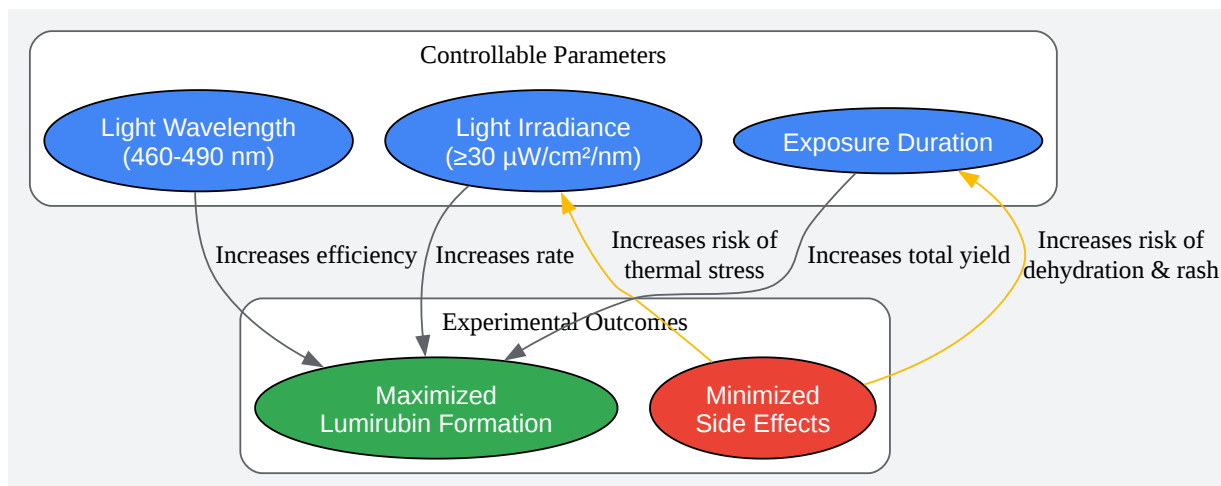 Controllable Parameters
Light Wavelength
(460-490 nm)
Light Irradiance
(≥30 µW/cm²/nm)
Exposure Duration
Increases efficiency
Increases rate
Increases risk of
thermal stress
Increases total yield
Increases risk of
dehydration & rash
Experimental Outcomes
Maximized
Lumirubin Formation
Minimized
Side Effects